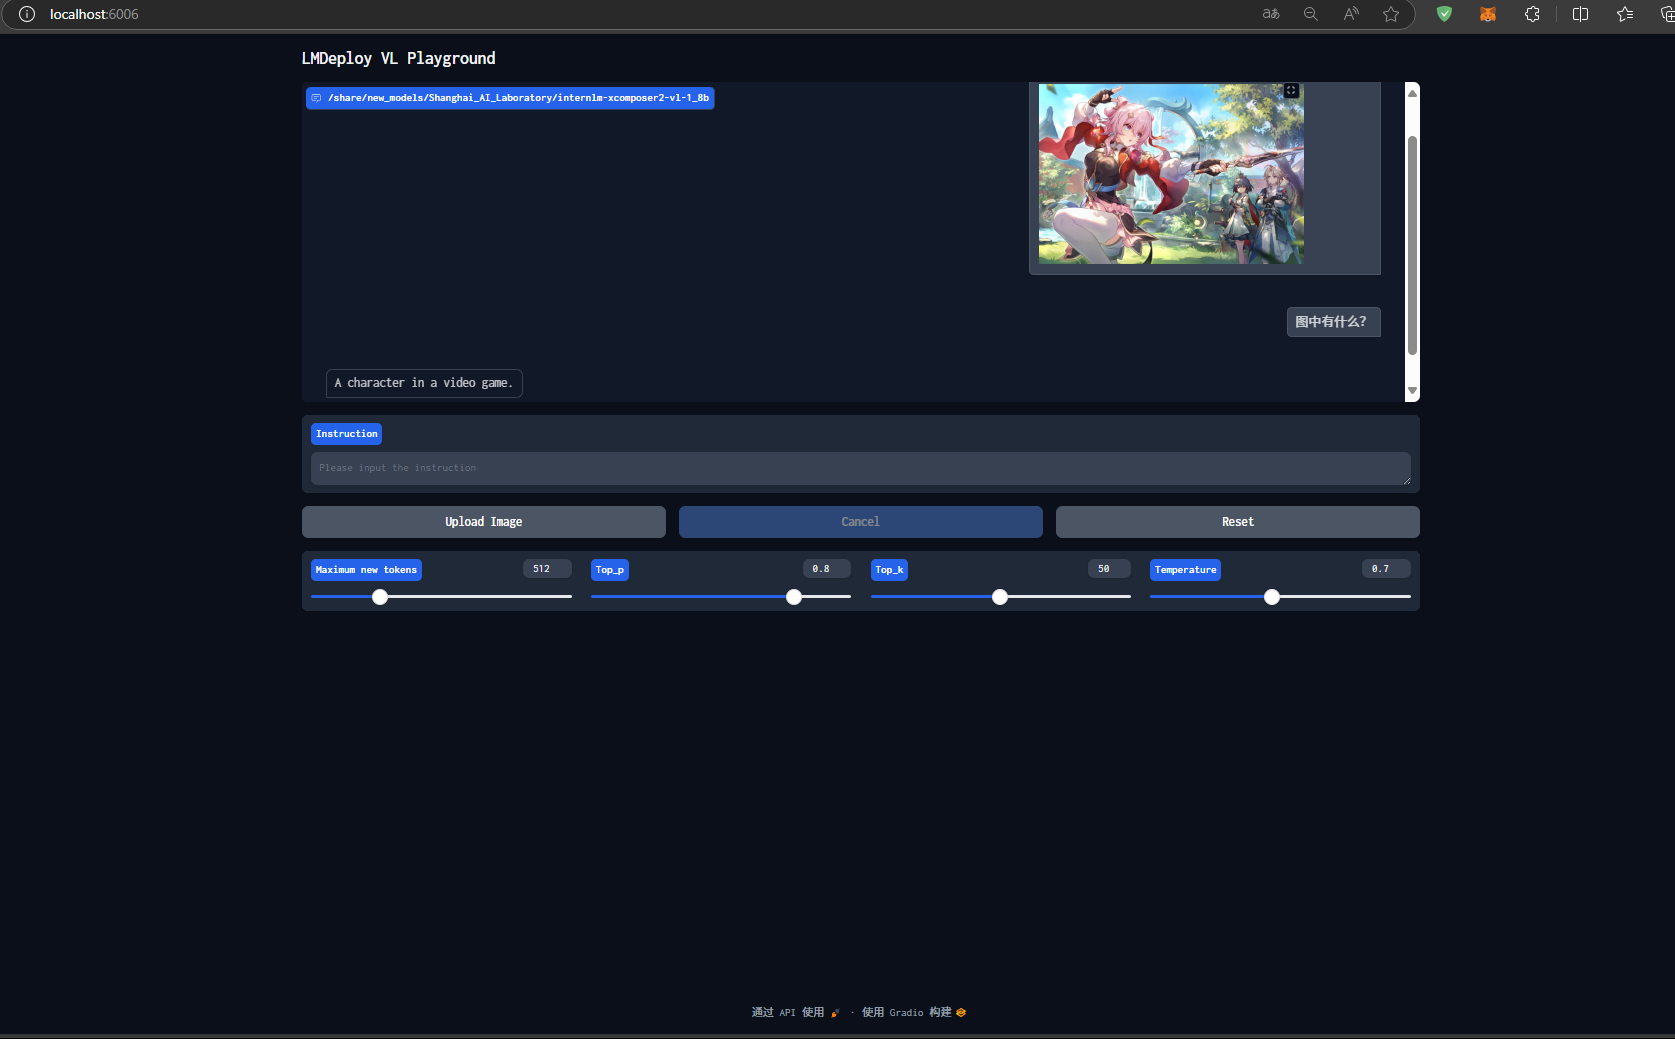 localhost:6006
LMDeploy VL Playground
/share/new_models/Shanghai_AI_Laboratory/internlm-xcomposer2-vl-1_8b
图中有什么?
A character in a video game.
Instruction
Please input the instruction
Upload Image
Cancel
Reset
Maximum new tokens
512
Top_p
0.8
Top_k
50
Temperature
0.7
通过 API 使用 · 使用 Gradio 构建